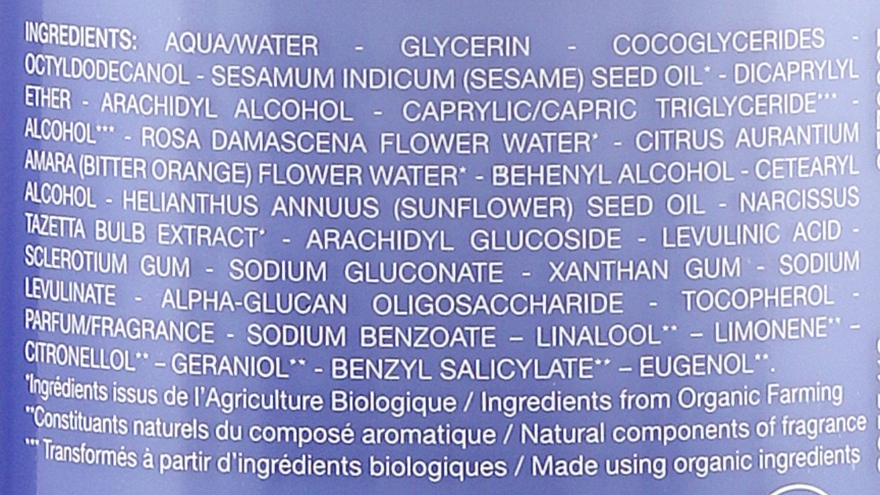 INGREDIENTS: AQUA/WATER - GLYCERIN - COCOGLYCERIDES -
OCTYLDODECANOL - SESAMUM INDICUM (SESAME) SEED OIL* - DICAPRYLYL
ETHER - ARACHIDYL ALCOHOL - CAPRYLIC/CAPRIC TRIGLYCERIDE*** -
ALCOHOL*** - ROSA DAMASCENA FLOWER WATER* - CITRUS AURANTIUM
AMARA (BITTER ORANGE) FLOWER WATER* - BEHENYL ALCOHOL - CETEARYL
ALCOHOL - HELIANTHUS ANNUUS (SUNFLOWER) SEED OIL - NARCISSUS
TAZETTA BULB EXTRACT* - ARACHIDYL GLUCOSIDE - LEVULINIC ACID -
SCLEROTIUM GUM - SODIUM GLUCONATE - XANTHAN GUM - SODIUM
LEVULINATE - ALPHA-GLUCAN OLIGOSACCHARIDE - TOCOPHEROL -
PARFUM/FRAGRANCE - SODIUM BENZOATE – LINALOOL** – LIMONENE** –
CITRONELLOL** – GERANIOL** - BENZYL SALICYLATE** – EUGENOL**.
*Ingrédients issus de l'Agriculture Biologique / Ingredients from Organic Farming
**Constituants naturels du composé aromatique / Natural components of fragrance
*** Transformés à partir d'ingrédients biologiques / Made using organic ingredients